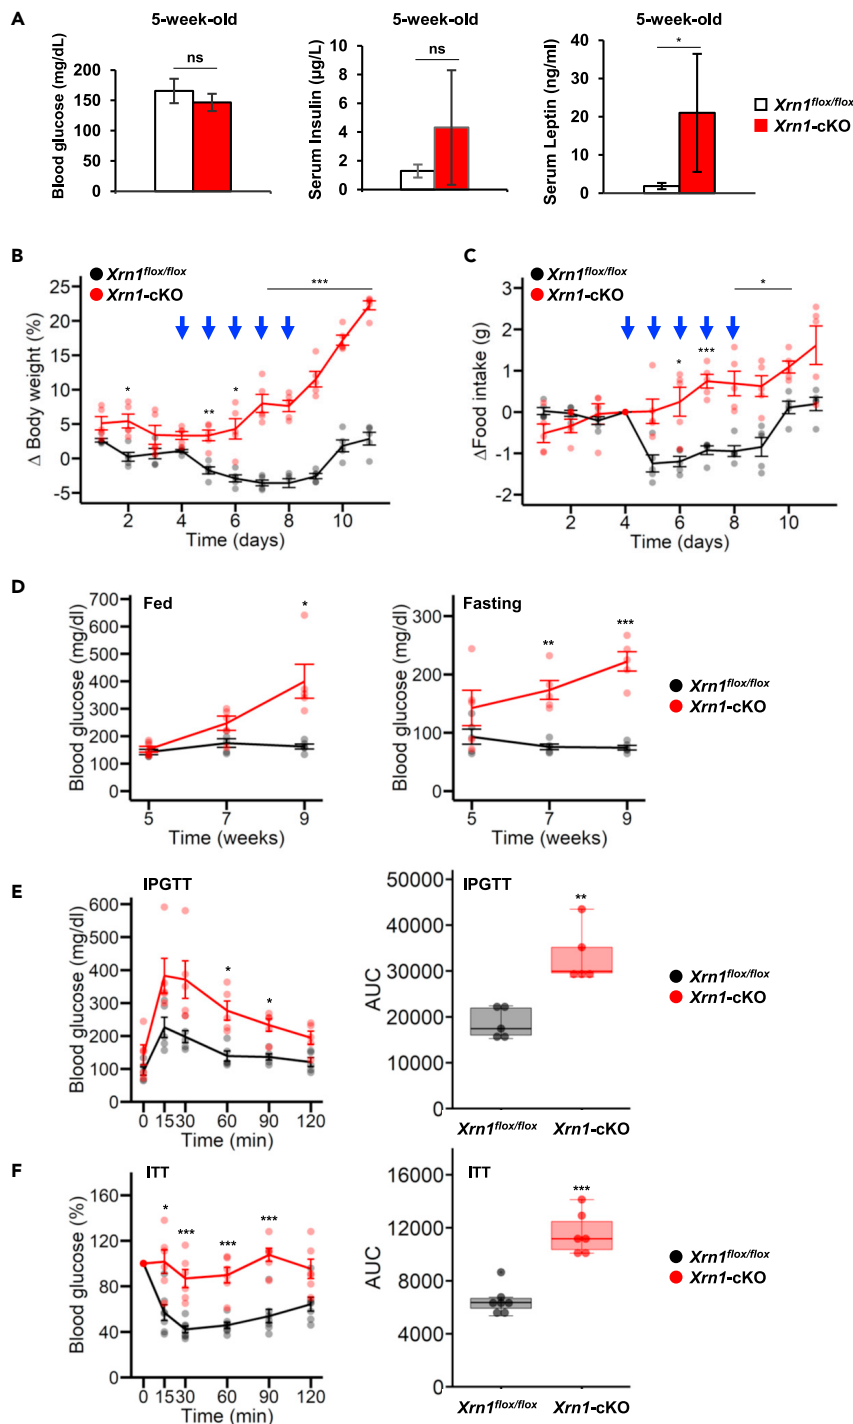 A
5-week-old
5-week-old
5-week-old
Blood glucose (mg/dL)
200
150
100
50
0
ns
Serum Insulin (µg/L)
10
8
6
4
2
0
ns
Serum Leptin (ng/ml)
40
30
20
10
0
*
Xrn1flox/flox
Xrn1-cKO
B
Xrn1flox/flox
Xrn1-cKO
Δ Body weight (%)
25
20
15
10
5
0
-5
*
**
*
***
2
4
6
8
10
Time (days)
C
Xrn1flox/flox
Xrn1-cKO
ΔFood intake (g)
3
2
1
0
-1
-2
*
***
*
2
4
6
8
10
Time (days)
D
Fed
Blood glucose (mg/dl)
700
600
500
400
300
200
100
0
*
5
7
9
Time (weeks)
Fasting
Blood glucose (mg/dl)
300
200
100
0
**
***
5
7
9
Time (weeks)
Xrn1flox/flox
Xrn1-cKO
E
IPGTT
Blood glucose (mg/dl)
600
500
400
300
200
100
0
*
*
0
15
30
60
90
120
Time (min)
IPGTT
AUC
50000
40000
30000
20000
10000
0
**
Xrn1flox/flox
Xrn1-cKO
Xrn1flox/flox
Xrn1-cKO
F
ITT
Blood glucose (%)
160
120
80
40
0
*
***
***
***
0
15
30
60
90
120
Time (min)
ITT
AUC
16000
12000
8000
4000
0
***
Xrn1flox/flox
Xrn1-cKO
Xrn1flox/flox
Xrn1-cKO